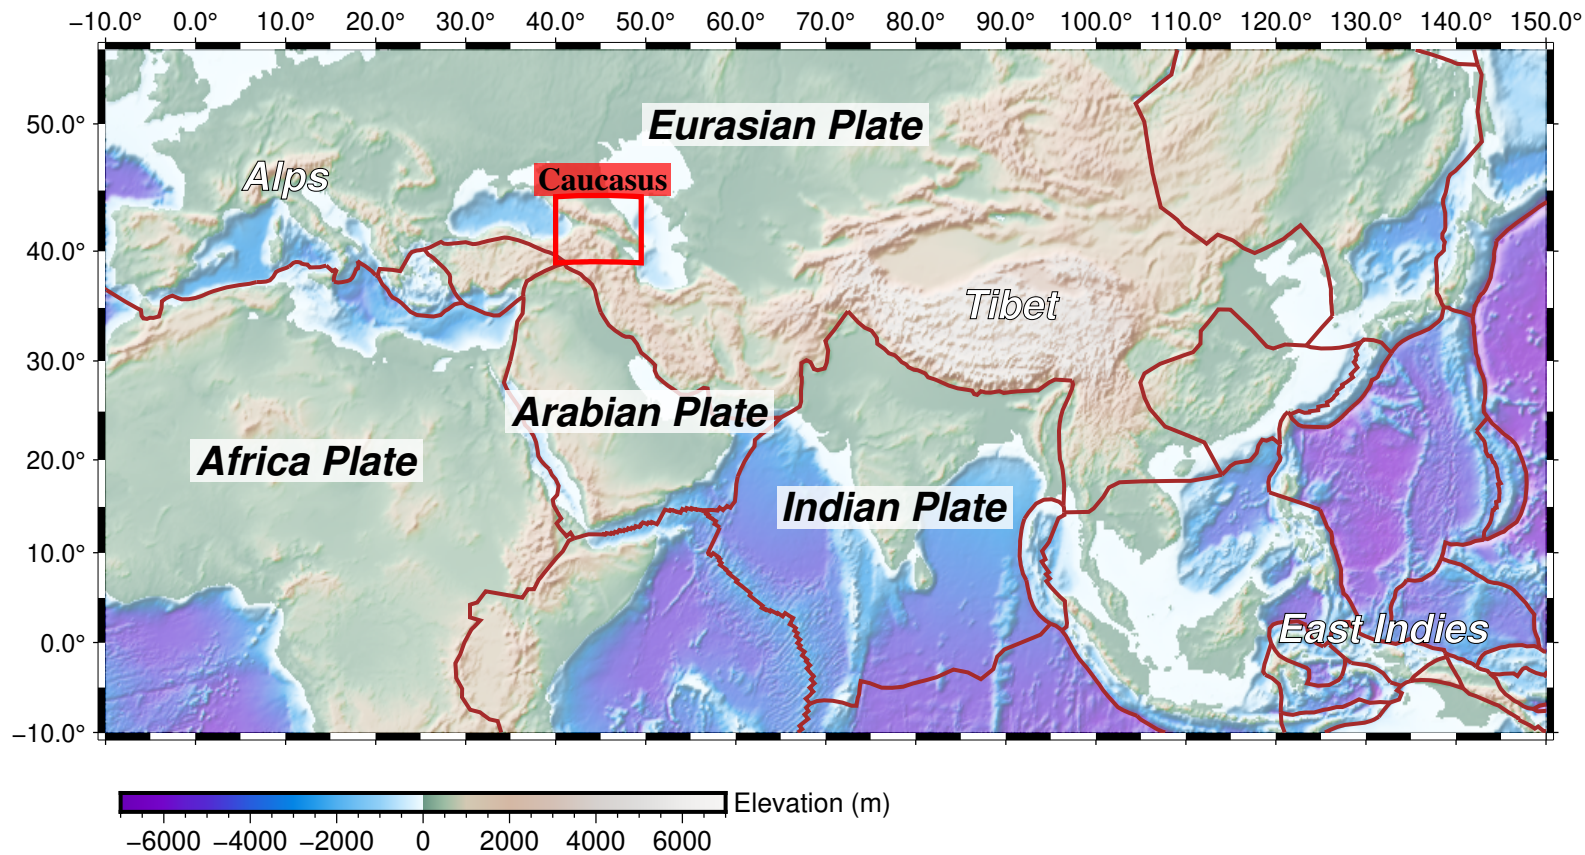 −10.0° 0.0° 10.0° 20.0° 30.0° 40.0° 50.0° 60.0° 70.0° 80.0° 90.0° 100.0° 110.0° 120.0° 130.0° 140.0° 150.0°
50.0°
Eurasian Plate
Alps
Caucasus
40.0°
Tibet
30.0°
Arabian Plate
20.0°
Africa Plate
Indian Plate
10.0°
0.0°
East Indies
−10.0°
Elevation (m)
−6000 −4000 −2000 0 2000 4000 6000